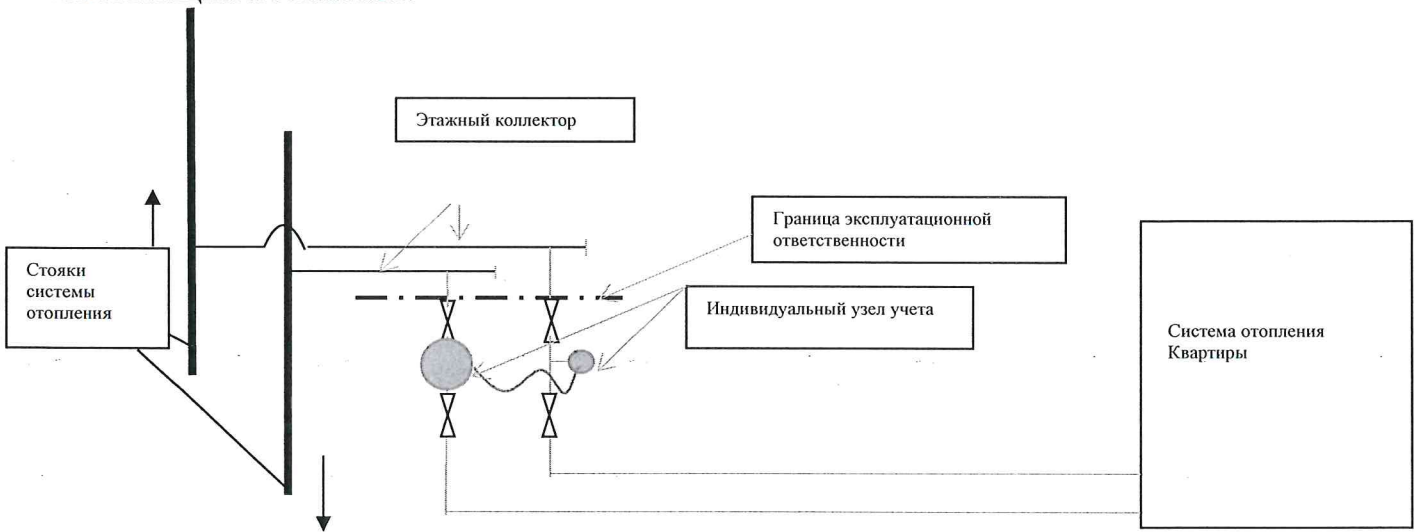 Этажный коллектор
Граница эксплуатационной
ответственности
Стояки
системы
отопления
Индивидуальный узел учета
Система отопления
Квартиры